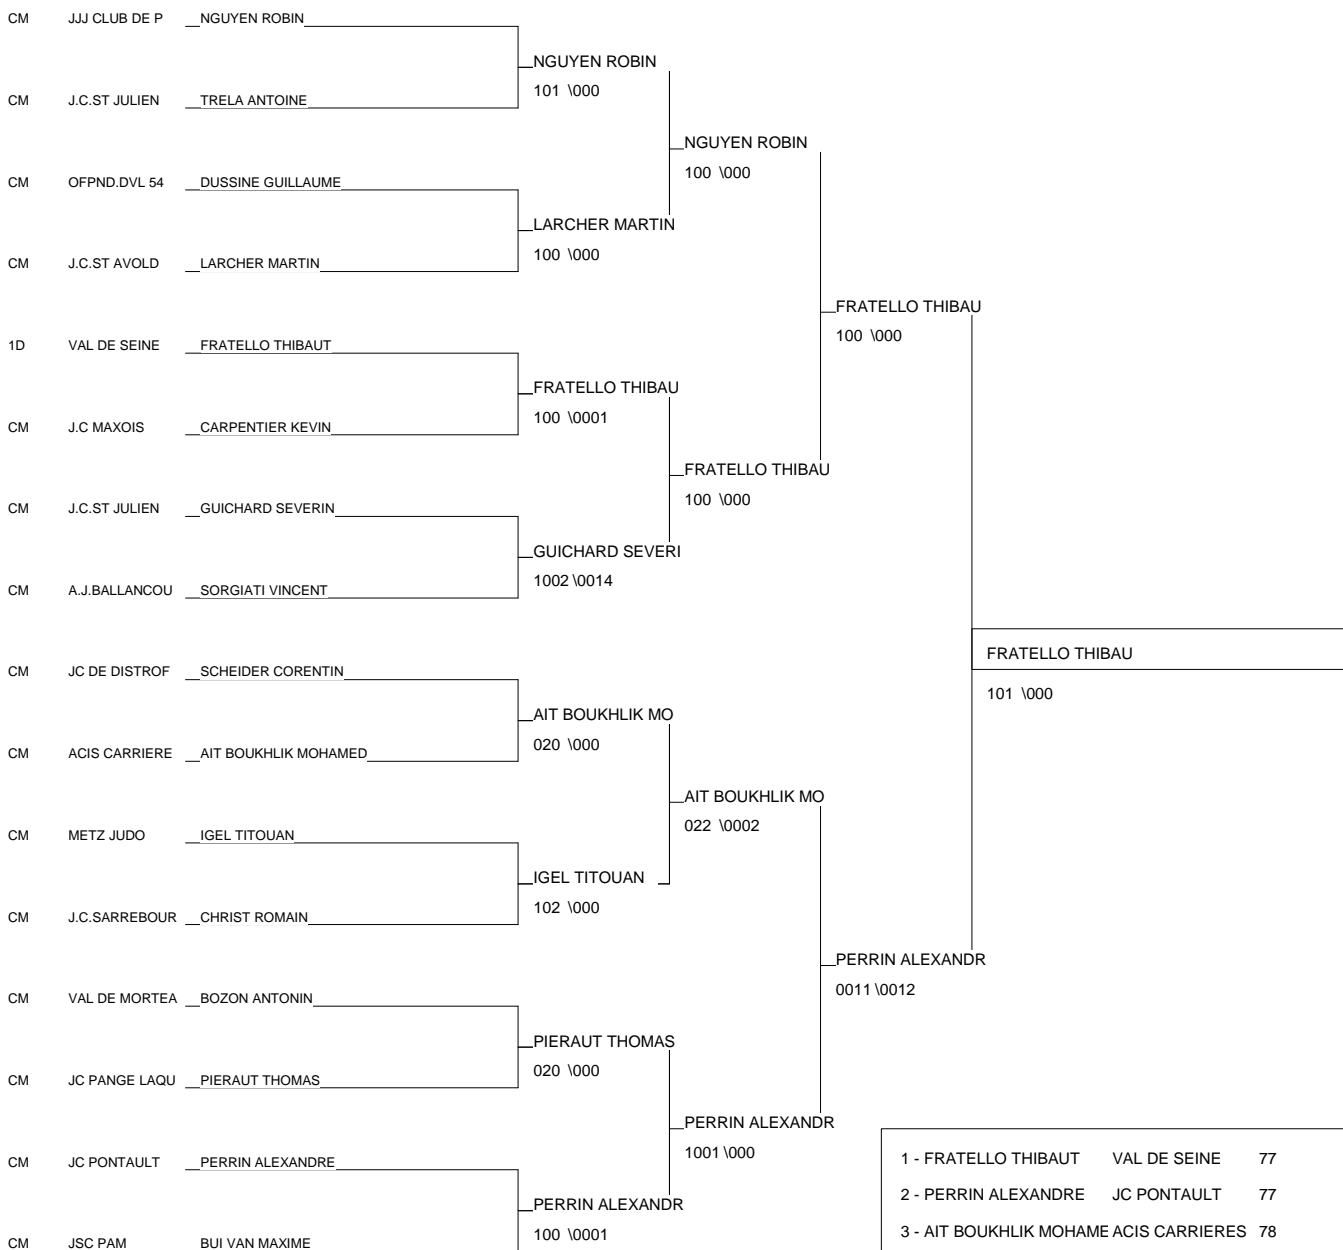 CM JJJ CLUB DE P NGUYEN ROBIN
NGUYEN ROBIN
101 \000
CM J.C.ST JULIEN TRELA ANTOINE
NGUYEN ROBIN
100 \000
CM OFPND.DVL 54 DUSSINE GUILLAUME
LARCHER MARTIN
100 \000
CM J.C.ST AVOLD LARCHER MARTIN
FRATELLO THIBAU
100 \000
1D VAL DE SEINE FRATELLO THIBAUT
FRATELLO THIBAU
100 \0001
CM J.C MAXOIS CARPENTIER KEVIN
FRATELLO THIBAU
100 \000
CM J.C.ST JULIEN GUICHARD SEVERIN
GUICHARD SEVERI
1002 \0014
CM A.J.BALLANCOU SORGIATI VINCENT
FRATELLO THIBAU
101 \000
CM JC DE DISTROF SCHEIDER CORENTIN
AIT BOUKHLIK MO
020 \000
CM ACIS CARRIERE AIT BOUKHLIK MOHAMED
AIT BOUKHLIK MO
022 \0002
CM METZ JUDO IGEL TITOUAN
IGEL TITOUAN
102 \000
CM J.C.SARREBOUR CHRIST ROMAIN
PERRIN ALEXANDR
0011 \0012
CM VAL DE MORTEA BOZON ANTONIN
PIERAUT THOMAS
020 \000
CM JC PANGE LAQU PIERAUT THOMAS
PERRIN ALEXANDR
1001 \000
CM JC PONTAULT PERRIN ALEXANDRE
PERRIN ALEXANDR
100 \0001
CM JSC PAM BUI VAN MAXIME
1 - FRATELLO THIBAUT VAL DE SEINE 77
2 - PERRIN ALEXANDRE JC PONTAULT 77
3 - AIT BOUKHLIK MOHAME ACIS CARRIERES 78